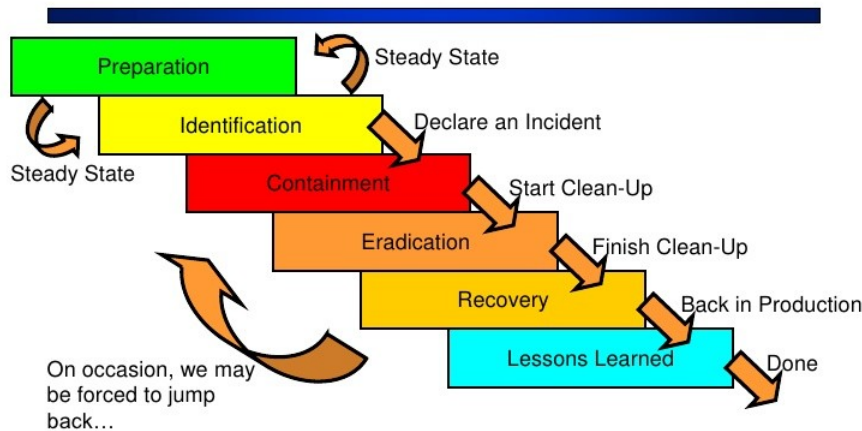 Preparation
Steady State
Identification
Declare an Incident
Steady State
Containment
Start Clean-Up
Eradication
Finish Clean-Up
Recovery
Back in Production
Lessons Learned
Done
On occasion, we may
be forced to jump
back...